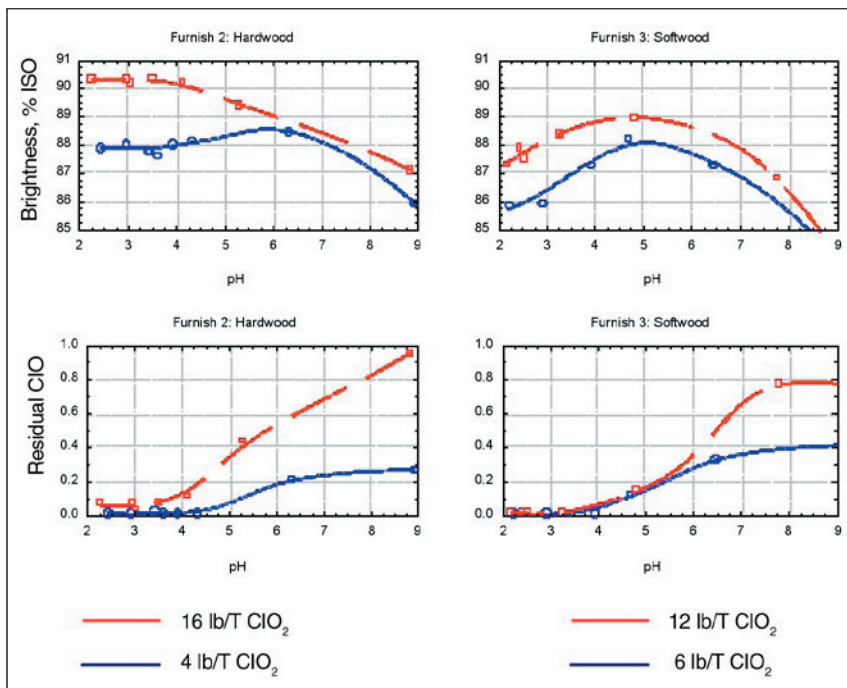 Furnish 2: Hardwood
Brightness, % ISO
91
90
89
88
87
86
85
2 3 4 5 6 7 8 9
pH
Furnish 3: Softwood
91
90
89
88
87
86
85
2 3 4 5 6 7 8 9
pH
Furnish 2: Hardwood
Residual ClO
1.0
0.8
0.6
0.4
0.2
0.0
2 3 4 5 6 7 8 9
pH
Furnish 3: Softwood
1.0
0.8
0.6
0.4
0.2
0.0
2 3 4 5 6 7 8 9
pH
16 lb/T ClO₂
4 lb/T ClO₂
12 lb/T ClO₂
6 lb/T ClO₂